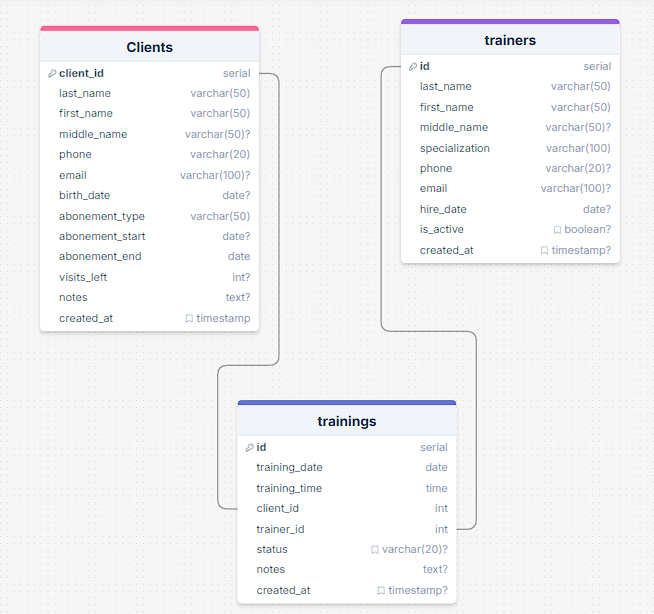 Clients
client_id serial
last_name varchar(50)
first_name varchar(50)
middle_name varchar(50)?
phone varchar(20)
email varchar(100)?
birth_date date?
abonement_type varchar(50)
abonement_start date?
abonement_end date
visits_left int?
notes text?
created_at timestamp
trainers
id serial
last_name varchar(50)
first_name varchar(50)
middle_name varchar(50)?
specialization varchar(100)
phone varchar(20)?
email varchar(100)?
hire_date date?
is_active boolean?
created_at timestamp?
trainings
id serial
training_date date
training_time time
client_id int
trainer_id int
status varchar(20)?
notes text?
created_at timestamp?